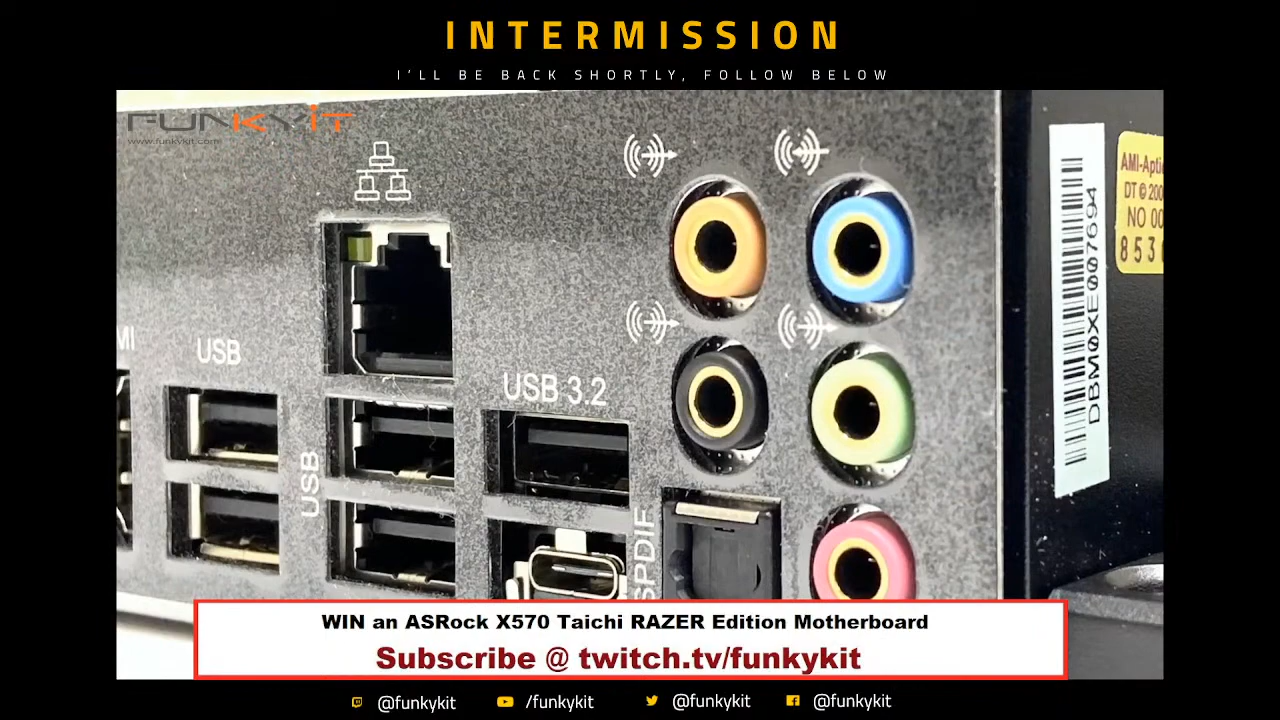 INTERMISSION
I'LL BE BACK SHORTLY, FOLLOW BELOW
FUNKYIT
www.funkykit.com
MI
USB
USB
USB 3.2
SPDIF
DBM0XE007694
AMI-Aptio
DT © 200
NO 00
853
WIN an ASRock X570 Taichi RAZER Edition Motherboard
Subscribe @ twitch.tv/funkykit
@funkykit
/funkykit
@funkykit
@funkykit